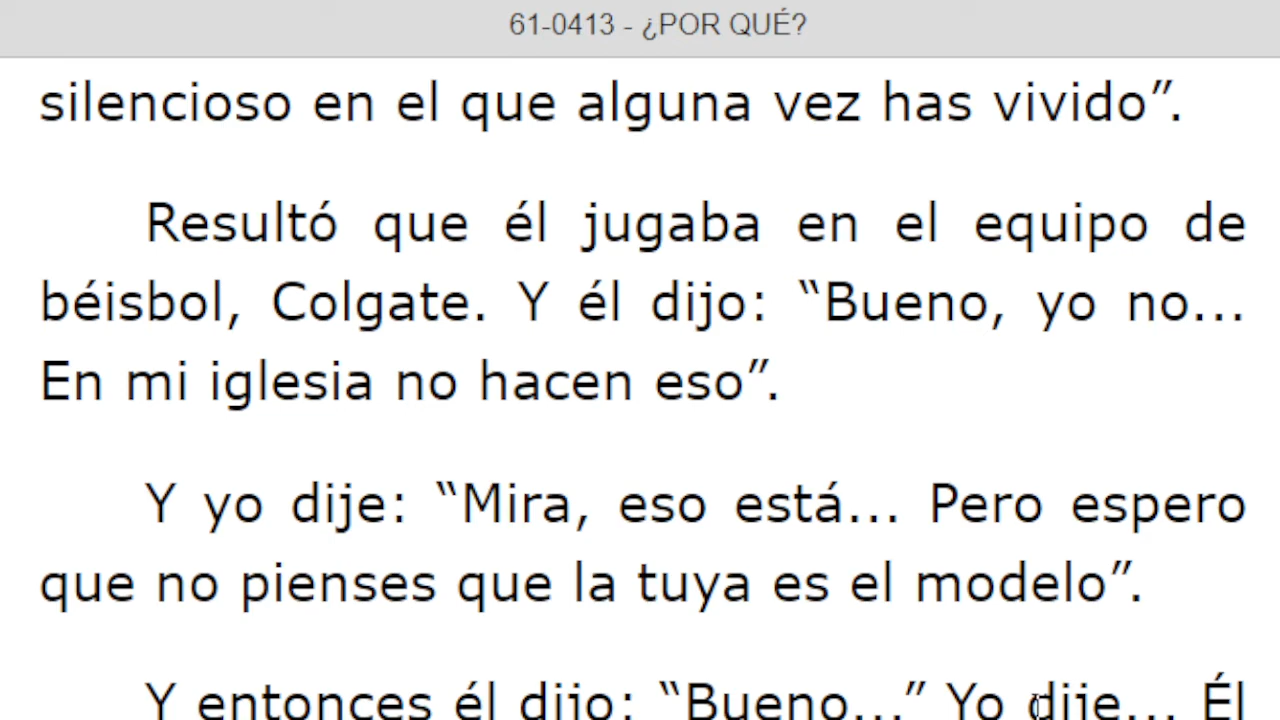 61-0413 - ¿POR QUÉ?
silencioso en el que alguna vez has vivido”.
Resultó que él jugaba en el equipo de
béisbol, Colgate. Y él dijo: “Bueno, yo no...
En mi iglesia no hacen eso”.
Y yo dije: “Mira, eso está... Pero espero
que no pienses que la tuya es el modelo”.
Y entonces él dijo: “Bueno...” Yo dije... Él